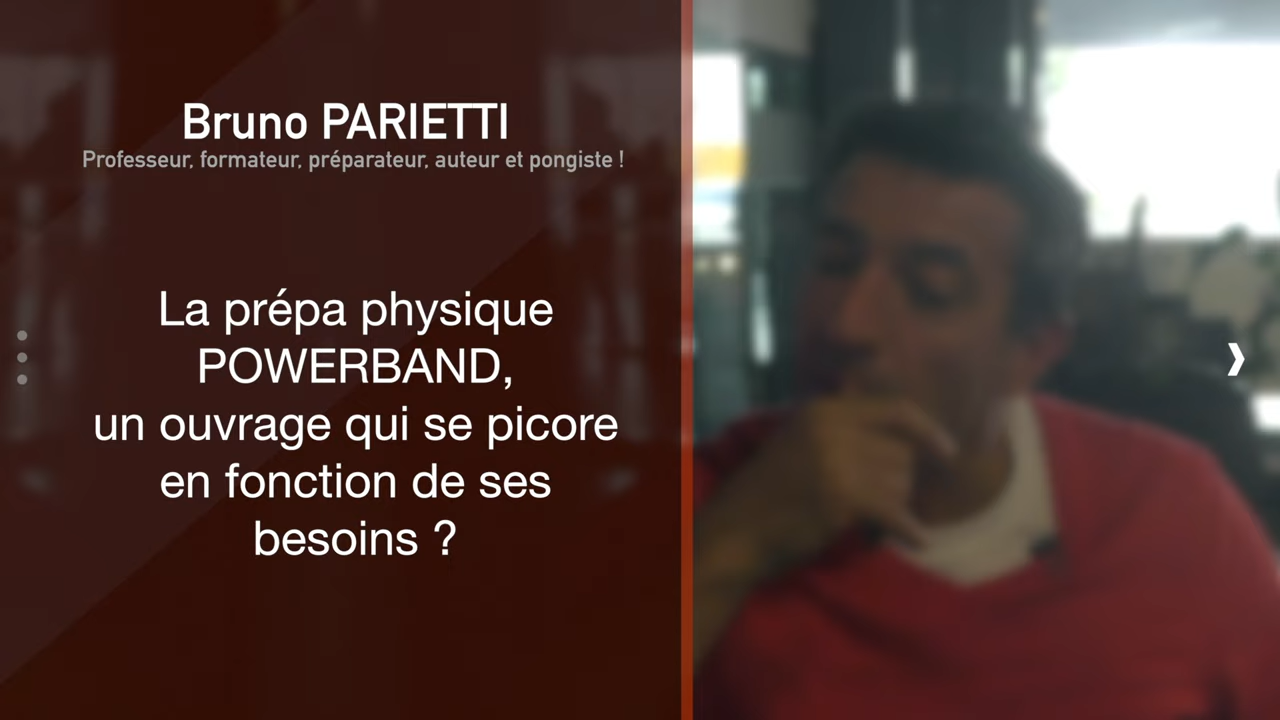 Bruno PARIETTI
Professeur, formateur, préparateur, auteur et pongiste !
La prépa physique
POWERBAND,
un ouvrage qui se picore
en fonction de ses
besoins ?